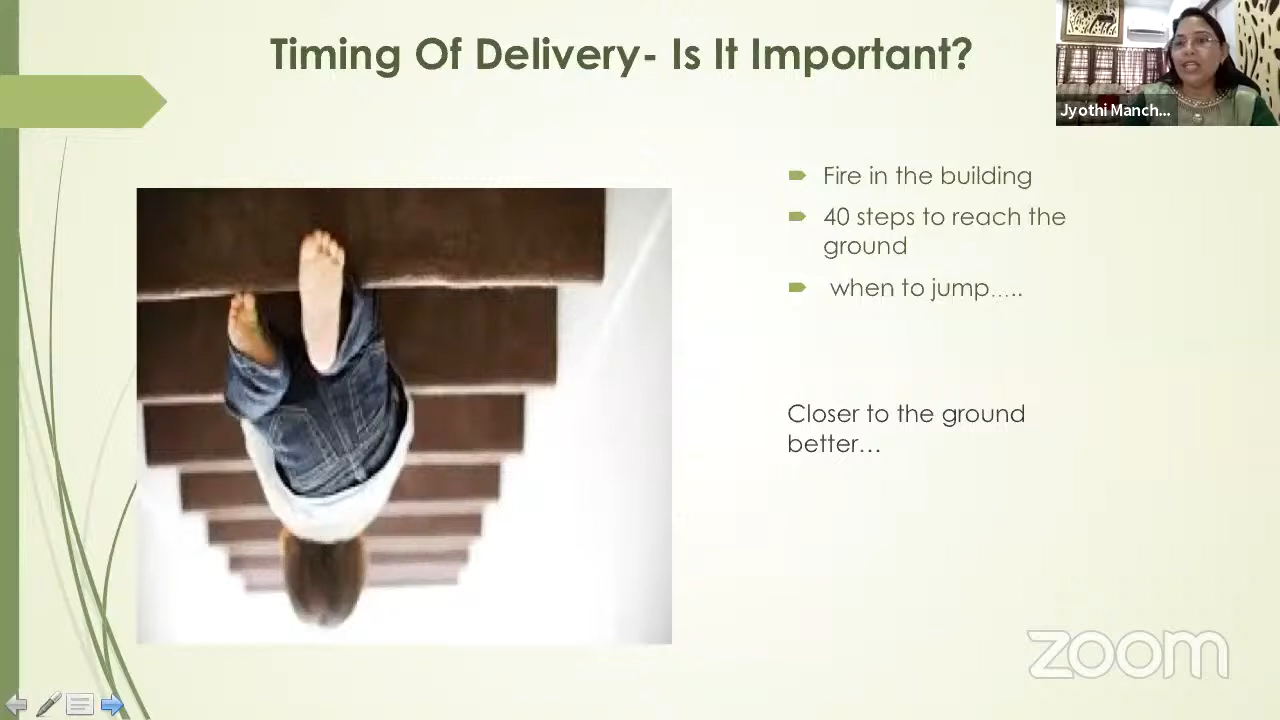 Timing Of Delivery- Is It Important?
Jyothi Manch...
Fire in the building
40 steps to reach the
ground
when to jump.....
Closer to the ground
better...
zoom